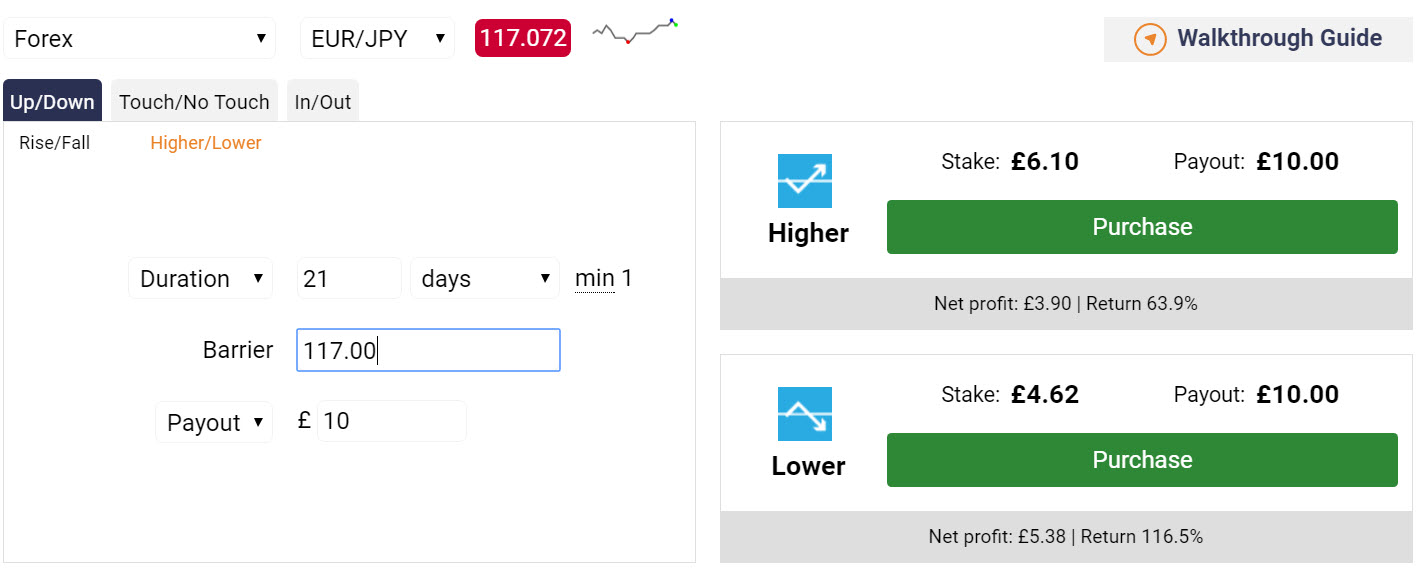 Forex EUR/JPY 117.072 Walkthrough Guide
Up/Down Touch/No Touch In/Out
Rise/Fall Higher/Lower
Duration 21 days min 1
Barrier 117.00
Payout £ 10
Stake: £6.10 Payout: £10.00
Purchase
Higher
Net profit: £3.90 | Return 63.9%
Stake: £4.62 Payout: £10.00
Purchase
Lower
Net profit: £5.38 | Return 116.5%